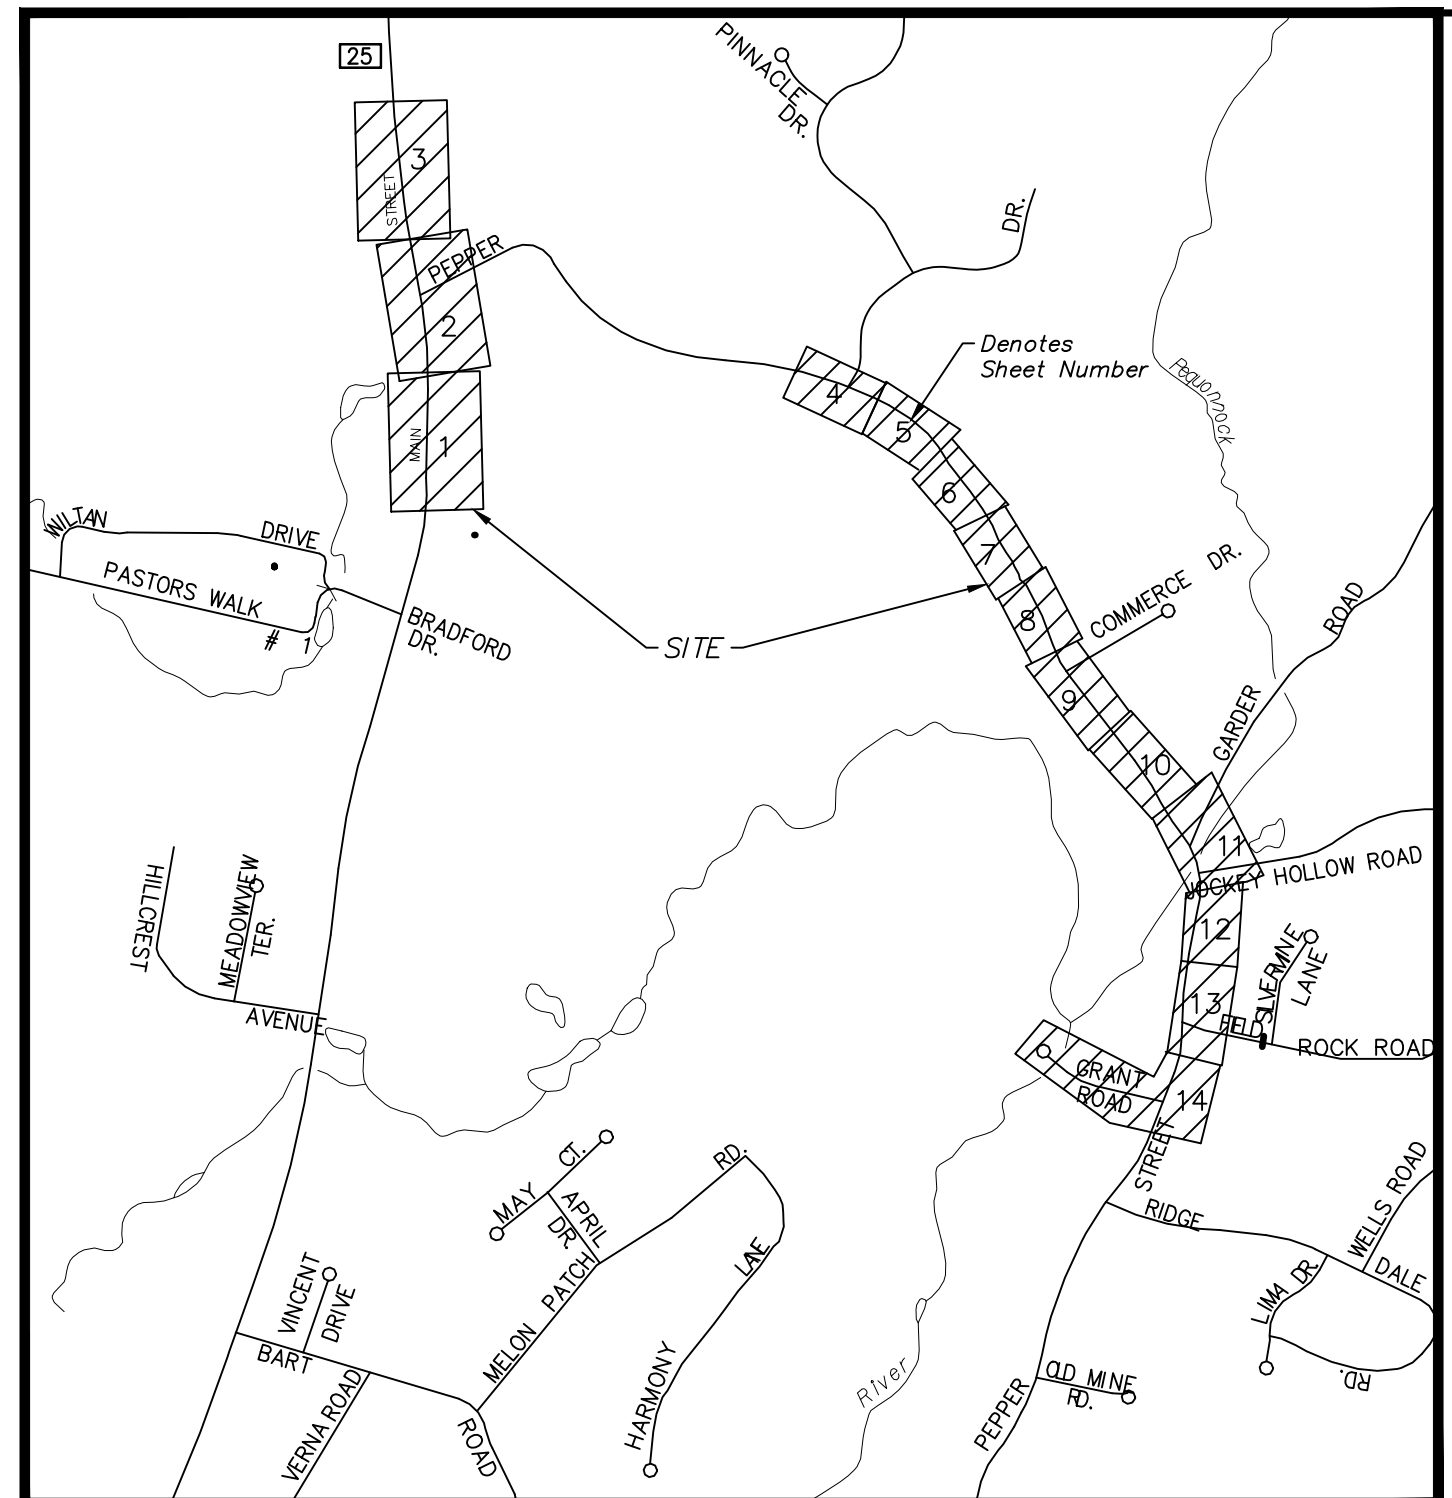 25
PINNACLE
DR.
3
STREET
DR.
PEPPER
2
Denotes
Sheet Number
Pequonnock
4
5
MAIN
1
6
WILTAN
DRIVE
7
COMMERCE DR.
PASTORS WALK
# 1
BRADFORD
DR.
SITE
8
ROAD
9
GARDER
10
11
JOCKEY HOLLOW ROAD
HILLCREST
MEADOWVIEW
TER.
12
SILVERMINE
LANE
13
AVENUE
FIELD
ROCK ROAD
GRANT
ROAD
14
STREET
MAY CT.
APRIL
DR.
RD.
RIDGE
WELLS ROAD
DALE
LIMA DR.
RD.
VINCENT
DRIVE
BART
VERNA ROAD
ROAD
MELON PATCH
LANE
HARMONY
River
OLD MINE
RD.
PEPPER